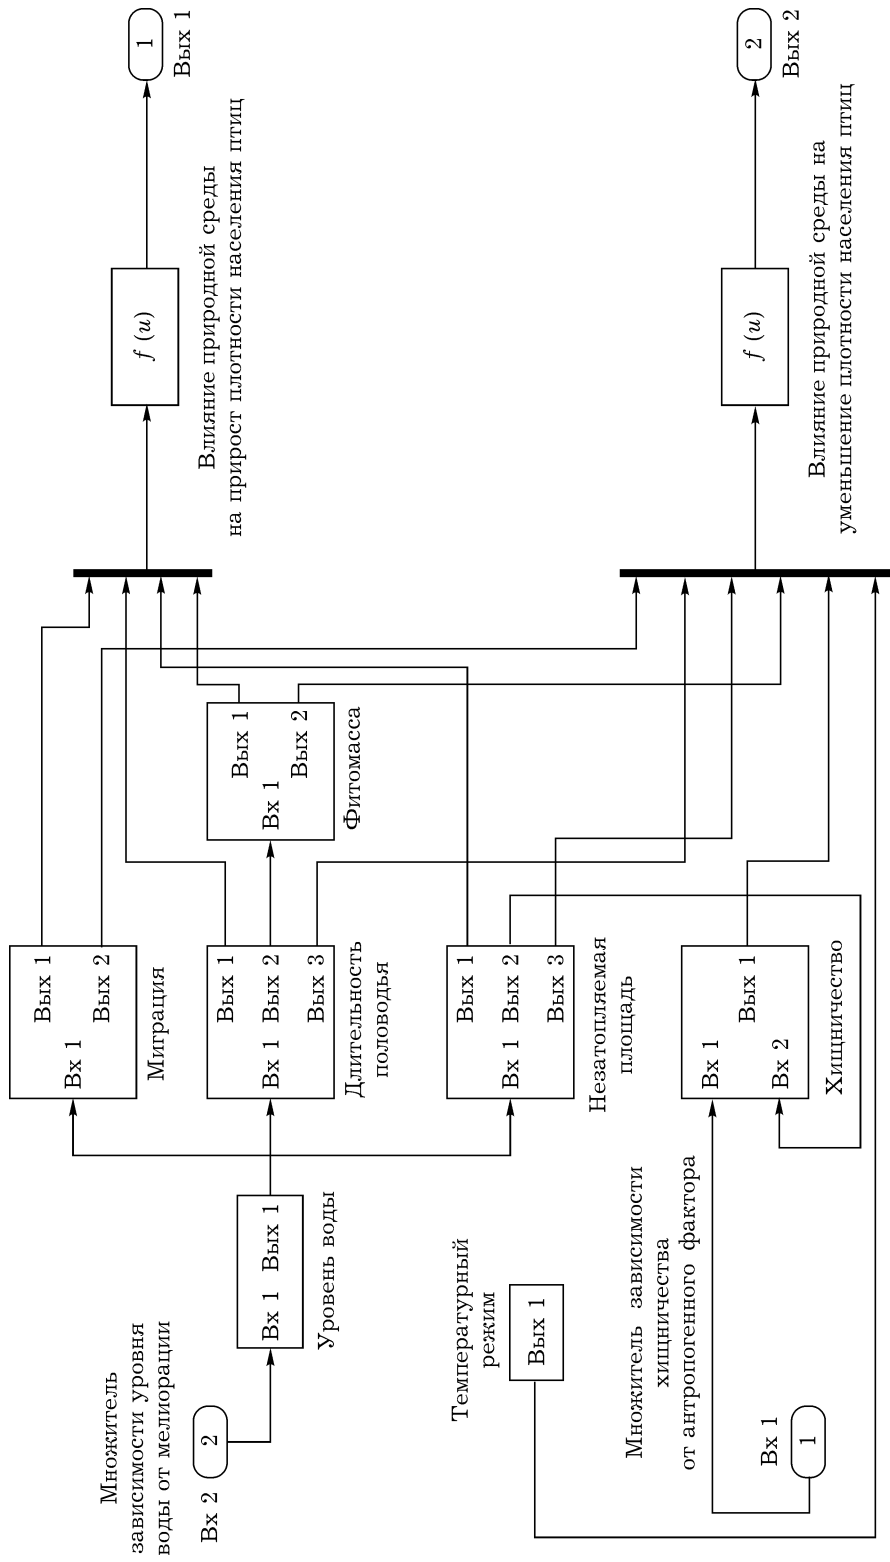 Множитель
зависимости уровня
воды от мелиорации
Вх 2
2
Вх 1 Вых 1
Уровень воды
Вх 1
Вых 1
Вых 2
Миграция
Вх 1
Вых 1
Вых 2
Вых 3
Длительность
половодья
Вх 1
Вых 1
Вых 2
Фитомасса
Температурный
режим
Вых 1
Вх 1
Вых 1
Вых 2
Вых 3
Незатопляемая
площадь
Множитель зависимости
хищничества
от антропогенного фактора
Вх 1
1
Вх 1
Вх 2
Вых 1
Хищничество
f (u)
Влияние природной среды
на прирост плотности населения птиц
1
Вых 1
f (u)
Влияние природной среды на
уменьшение плотности населения птиц
2
Вых 2